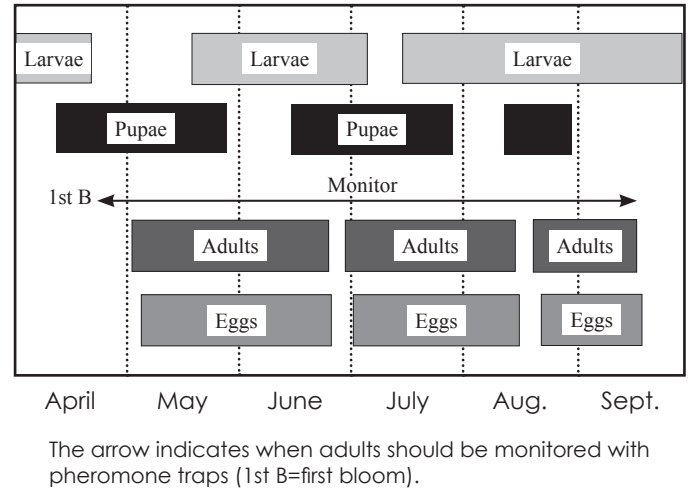 Larvae Larvae Larvae
Pupae Pupae
Monitor
1st B
Adults Adults Adults
Eggs Eggs Eggs
April May June July Aug. Sept.
The arrow indicates when adults should be monitored with
pheromone traps (1st B=first bloom).